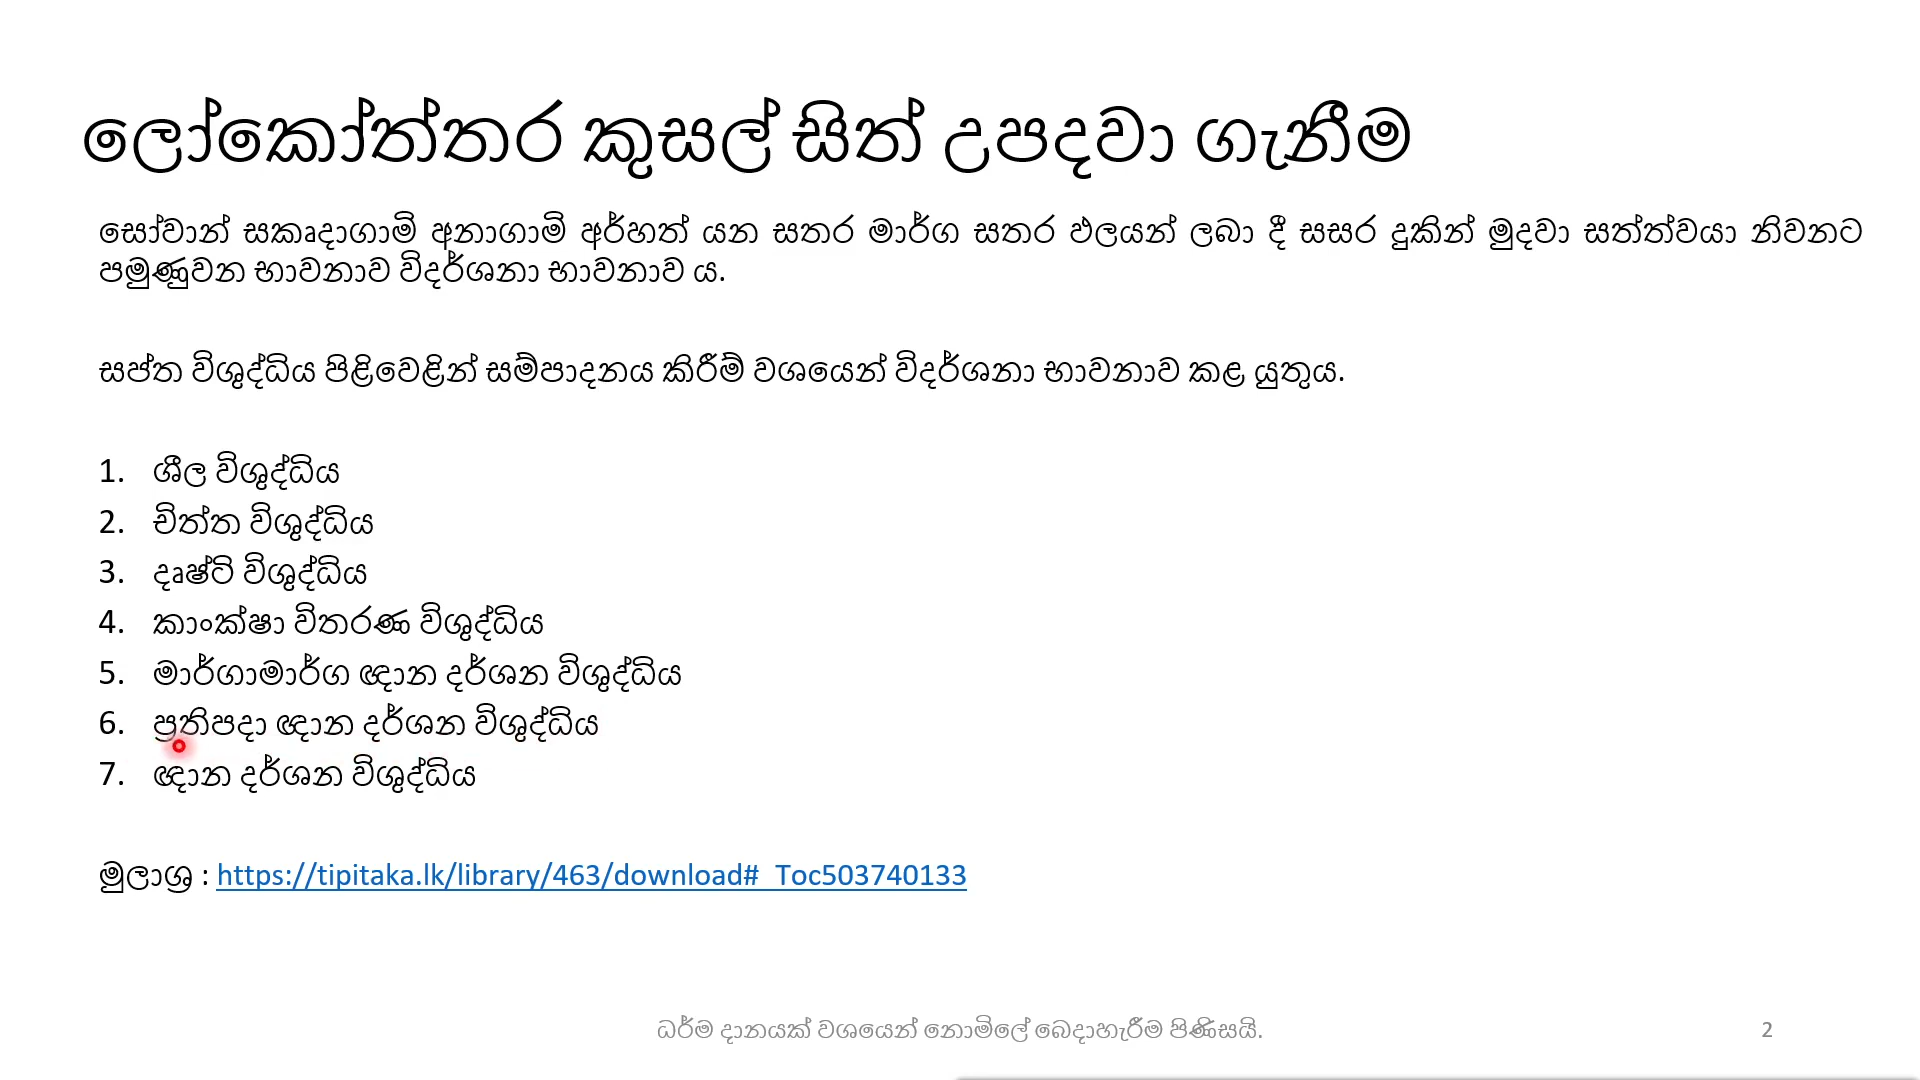 ලෝකෝත්තර කුසල් සිත් උපදවා ගැනීම
සෝවාන් සකෘදාගාමි අනාගාමි අර්හත් යන සතර මාර්ග සතර ඵලයන් ලබා දී සසර දුකින් මුදවා සත්ත්වයා නිවනට
පමුණුවන භාවනාව විදර්ශනා භාවනාව ය.
සප්ත විශුද්ධිය පිළිවෙළින් සම්පාදනය කිරීම් වශයෙන් විදර්ශනා භාවනාව කළ යුතුය.
1. ශීල විශුද්ධිය
2. චිත්ත විශුද්ධිය
3. දෘෂ්ටි විශුද්ධිය
4. කාංක්ෂා විතරණ විශුද්ධිය
5. මාර්ගාමාර්ග ඥාන දර්ශන විශුද්ධිය
6. ප්‍රතිපදා ඥාන දර්ශන විශුද්ධිය
7. ඥාන දර්ශන විශුද්ධිය
මුලාශ්‍ර : https://tipitaka.lk/library/463/download#_Toc503740133
ධර්ම දානයක් වශයෙන් නොමිලේ බෙදාහැරීම පිණිසයි.
2